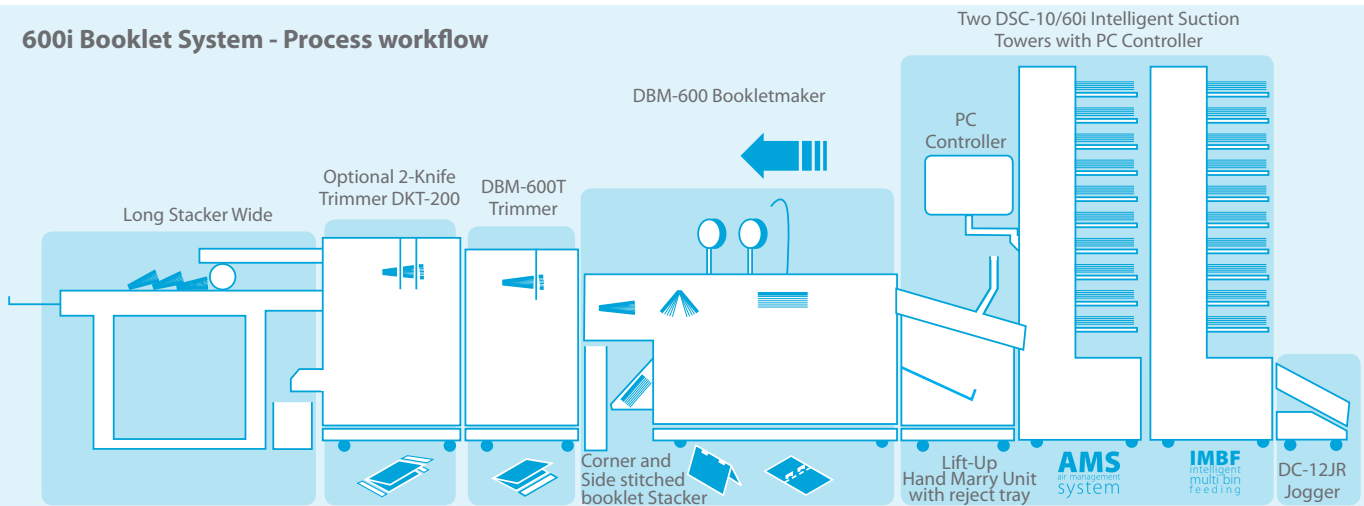 600i Booklet System - Process workflow
Two DSC-10/60i Intelligent Suction
Towers with PC Controller
DBM-600 Bookletmaker
PC
Controller
Optional 2-Knife
Trimmer DKT-200
DBM-600T
Trimmer
Long Stacker Wide
Corner and
Side stitched
booklet Stacker
Lift-Up
Hand Marry Unit
with reject tray
AMS
air management
system
IMBF
intelligent
multi bin
feeding
DC-12JR
Jogger